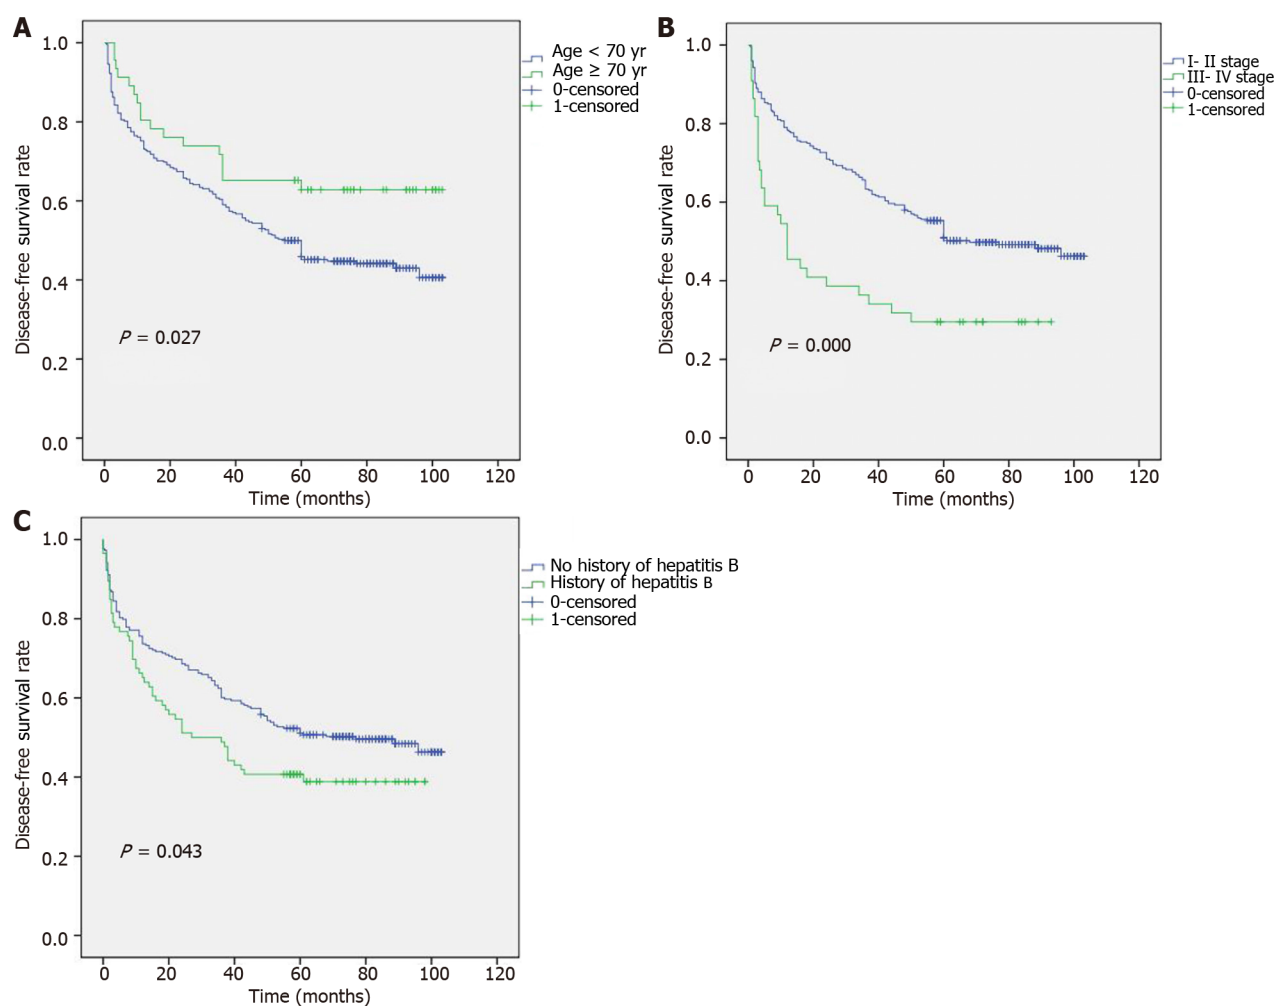 A
Disease-free survival rate
1.0
0.8
0.6
0.4
0.2
0.0
P = 0.027
0 20 40 60 80 100 120
Time (months)
Age < 70 yr
Age ≥ 70 yr
0-censored
1-censored
B
Disease-free survival rate
1.0
0.8
0.6
0.4
0.2
0.0
P = 0.000
0 20 40 60 80 100 120
Time (months)
I- II stage
III- IV stage
0-censored
1-censored
C
Disease-free survival rate
1.0
0.8
0.6
0.4
0.2
0.0
P = 0.043
0 20 40 60 80 100 120
Time (months)
No history of hepatitis B
History of hepatitis B
0-censored
1-censored